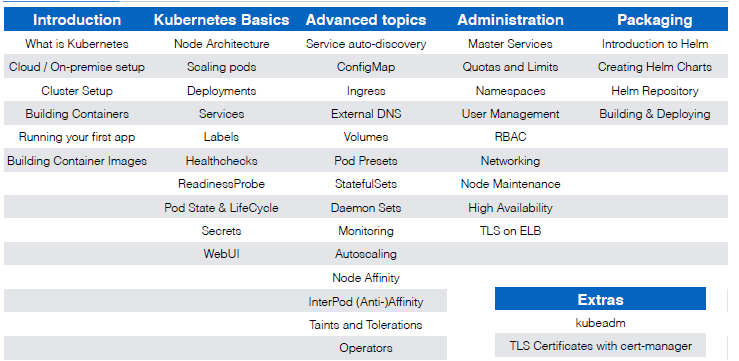 Introduction Kubernetes Basics Advanced topics Administration Packaging
What is Kubernetes Node Architecture Service auto-discovery Master Services Introduction to Helm
Cloud / On-premise setup Scaling pods ConfigMap Quotas and Limits Creating Helm Charts
Cluster Setup Deployments Ingress Namespaces Helm Repository
Building Containers Services External DNS User Management Building & Deploying
Running your first app Labels Volumes RBAC
Building Container Images Healthchecks Pod Presets Networking
ReadinessProbe StatefulSets Node Maintenance
Pod State & LifeCycle Daemon Sets High Availability
Secrets Monitoring TLS on ELB
WebUI Autoscaling
Node Affinity
InterPod (Anti-)Affinity Extras
Taints and Tolerations kubeadm
Operators TLS Certificates with cert-manager